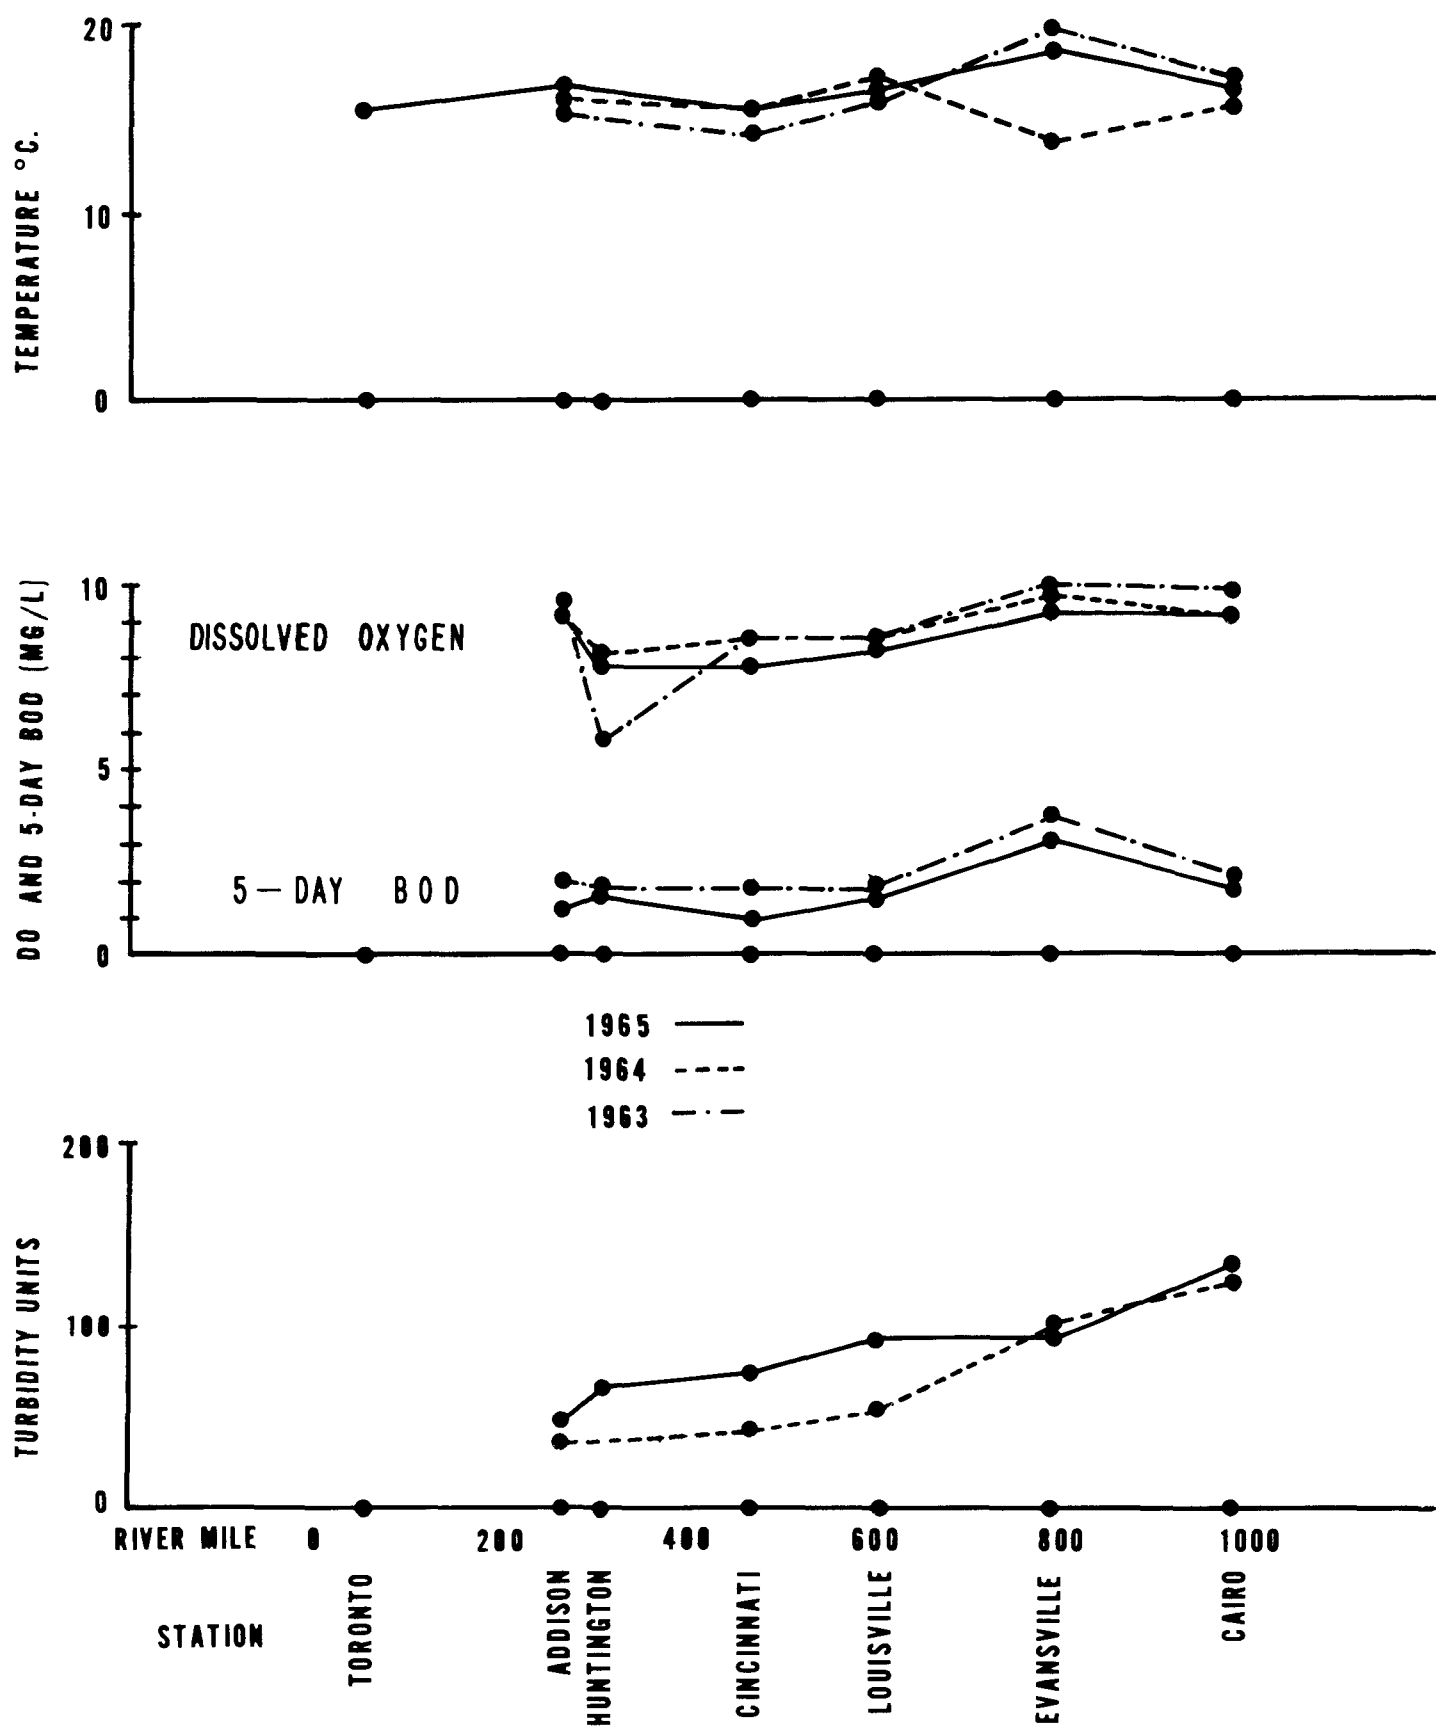 20
10
0
TEMPERATURE °C.
10
5
0
DO AND 5-DAY BOD (MG/L)
DISSOLVED OXYGEN
5-DAY BOD
1965
1964
1963
200
100
0
TURBIDITY UNITS
RIVER MILE 0 200 400 600 800 1000
STATION
TORONTO
ADDISON
HUNTINGTON
CINCINNATI
LOUISVILLE
EVANSVILLE
CAIRO